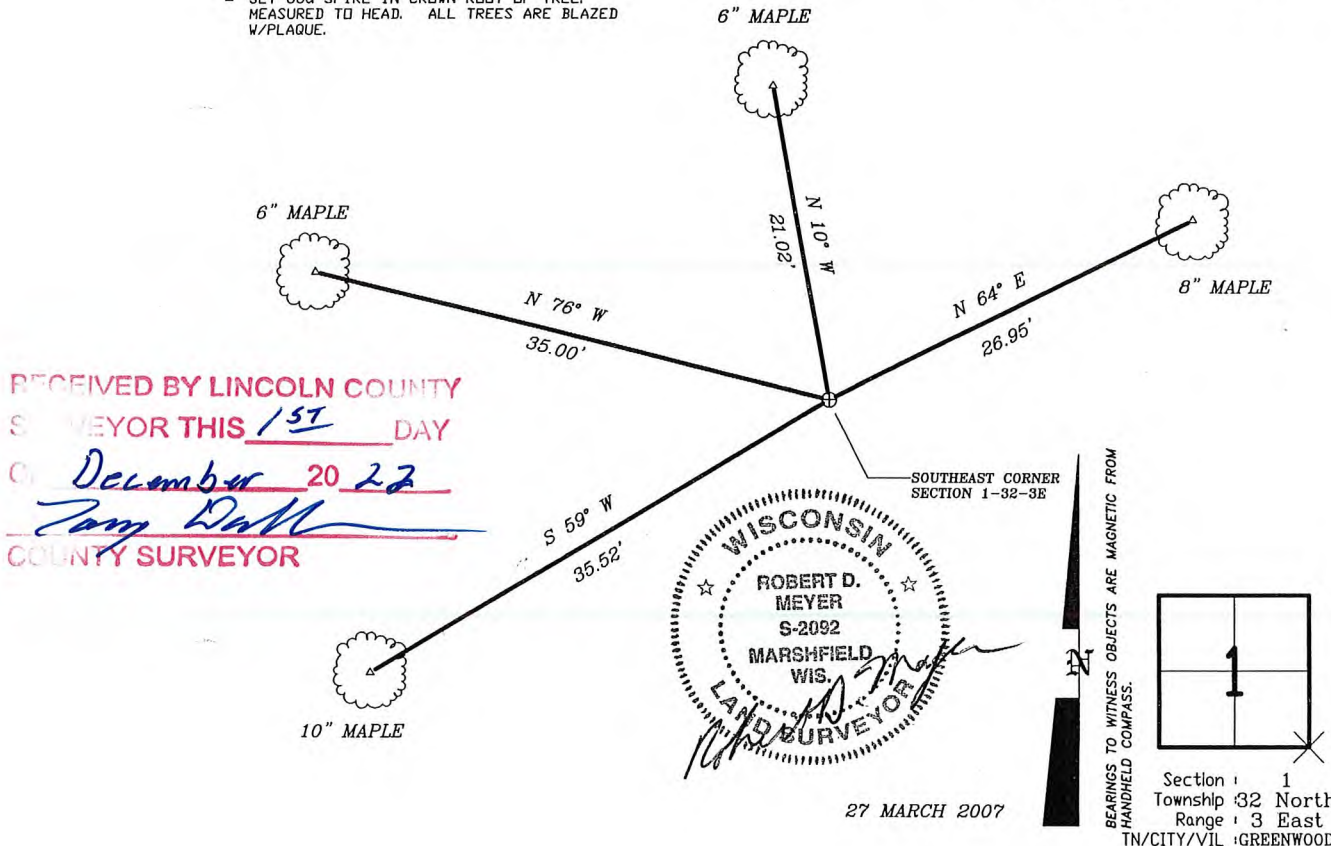 MEASURED TO HEAD. ALL TREES ARE BLAZED
W/PLAQUE.
6" MAPLE
6" MAPLE
8" MAPLE
N 10° W
21.02'
N 76° W
35.00'
N 64° E
26.95'
RECEIVED BY LINCOLN COUNTY
SURVEYOR THIS 1ST DAY
OF December 20 22
COUNTY SURVEYOR
S 59° W
35.52'
10" MAPLE
SOUTHEAST CORNER
SECTION 1-32-3E
WISCONSIN
ROBERT D.
MEYER
S-2092
MARSHFIELD
WIS.
LAND SURVEYOR
27 MARCH 2007
N
BEARINGS TO WITNESS OBJECTS ARE MAGNETIC FROM
HANDHELD COMPASS.
1
Section : 1
Township :32 North
Range : 3 East
TN/CITY/VIL :GREENWOOD